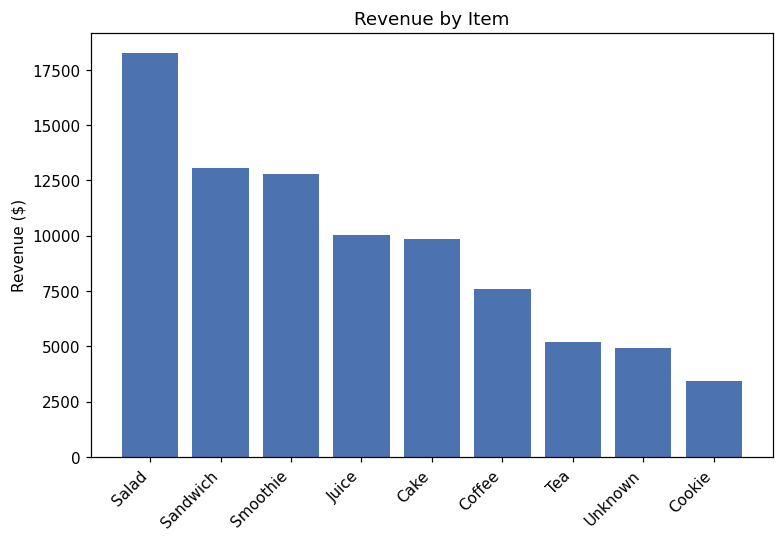 Revenue by Item
Revenue ($)
17500
15000
12500
10000
7500
5000
2500
0
Salad
Sandwich
Smoothie
Juice
Cake
Coffee
Tea
Unknown
Cookie